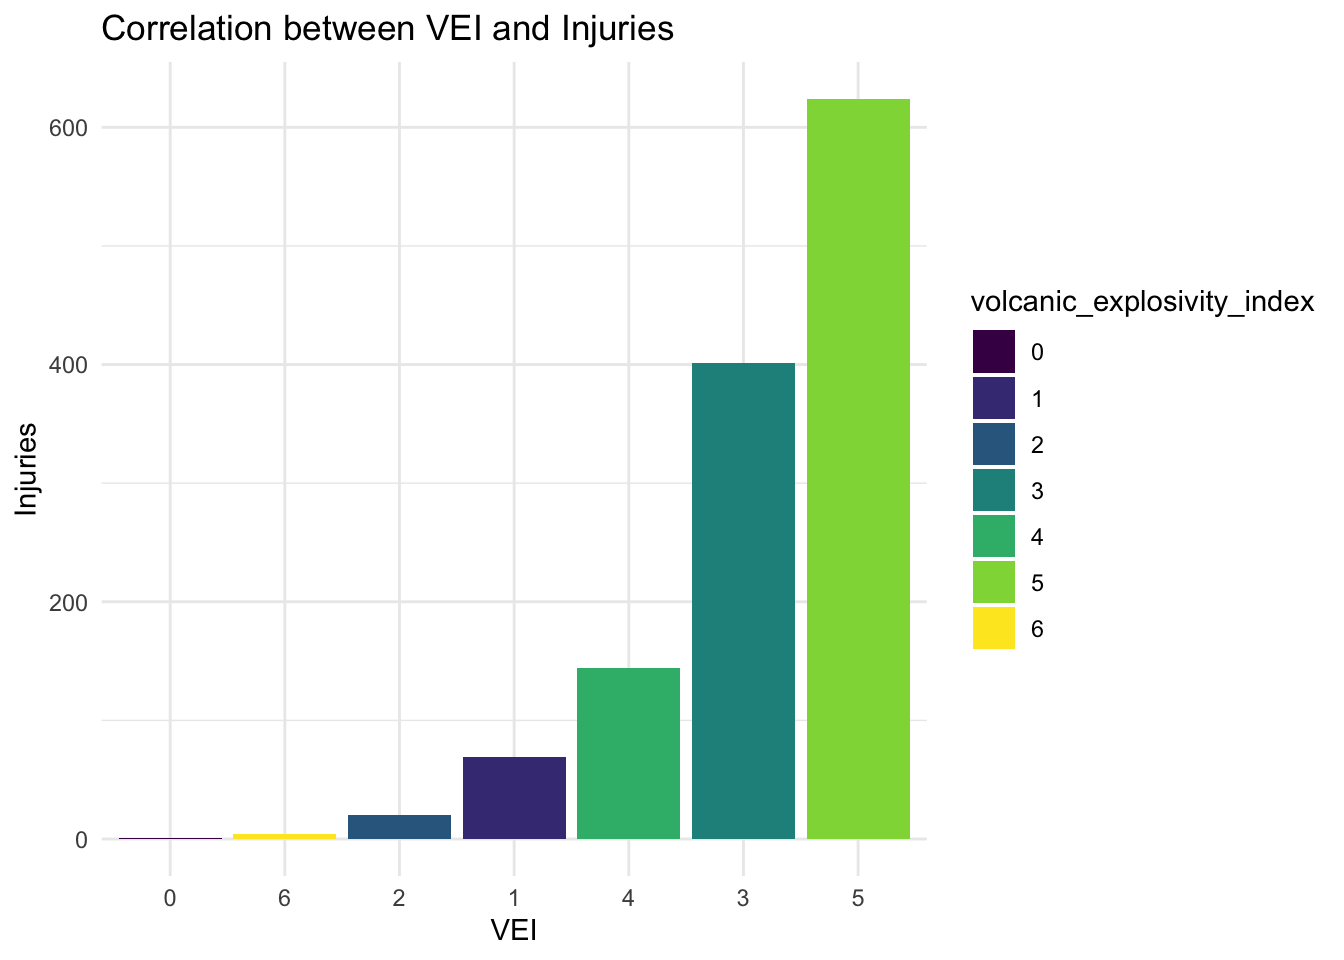 Correlation between VEI and Injuries
Injuries
600
400
200
0
0 6 2 1 4 3 5
VEI
volcanic_explosivity_index
0
1
2
3
4
5
6